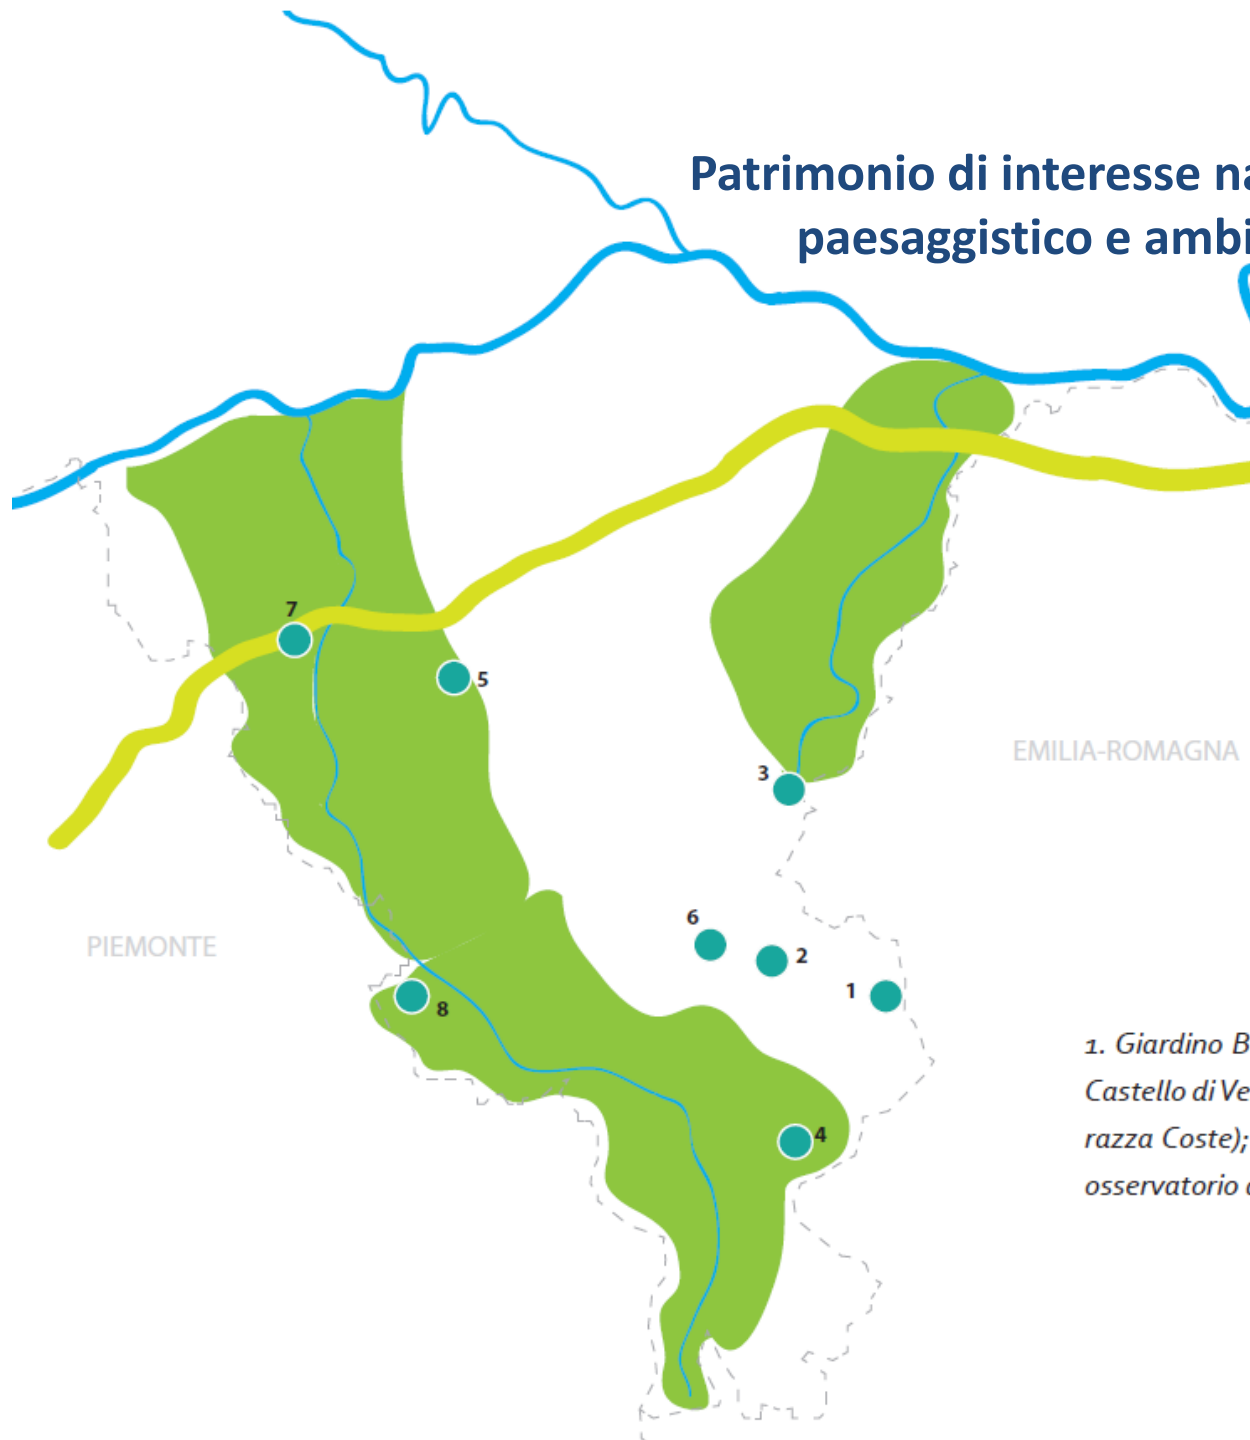 Patrimonio di interesse na
paesaggistico e ambi
7
5
3
EMILIA-ROMAGNA
6
2
PIEMONTE
1
8
1. Giardino B
Castello di Ve
razza Coste);
osservatorio
4